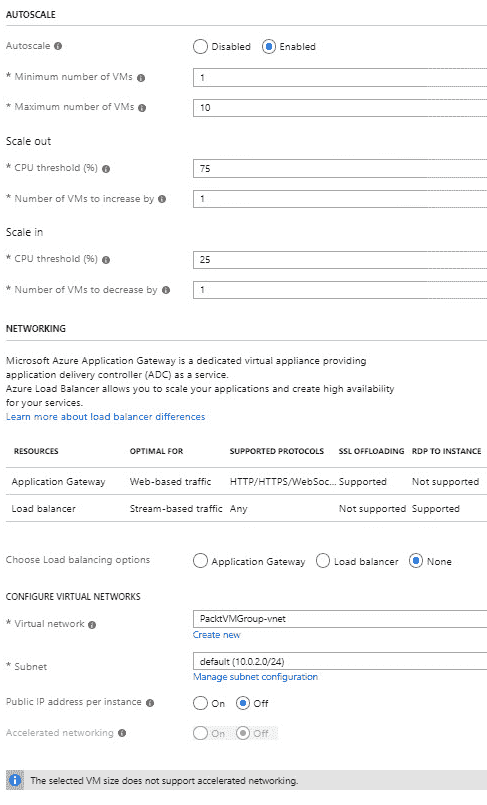 AUTOSCALE
Autoscale Disabled Enabled
* Minimum number of VMs 1
* Maximum number of VMs 10
Scale out
* CPU threshold (%) 75
* Number of VMs to increase by 1
Scale in
* CPU threshold (%) 25
* Number of VMs to decrease by 1
NETWORKING
Microsoft Azure Application Gateway is a dedicated virtual appliance providing
application delivery controller (ADC) as a service.
Azure Load Balancer allows you to scale your applications and create high availability
for your services.
Learn more about load balancer differences
RESOURCES OPTIMAL FOR SUPPORTED PROTOCOLS SSL OFFLOADING RDP TO INSTANCE
Application Gateway Web-based traffic HTTP/HTTPS/WebSoc... Supported Not supported
Load balancer Stream-based traffic Any Not supported Supported
Choose Load balancing options Application Gateway Load balancer None
CONFIGURE VIRTUAL NETWORKS
* Virtual network PacktVMGroup-vnet
Create new
* Subnet default (10.0.2.0/24)
Manage subnet configuration
Public IP address per instance On Off
Accelerated networking On Off
The selected VM size does not support accelerated networking.